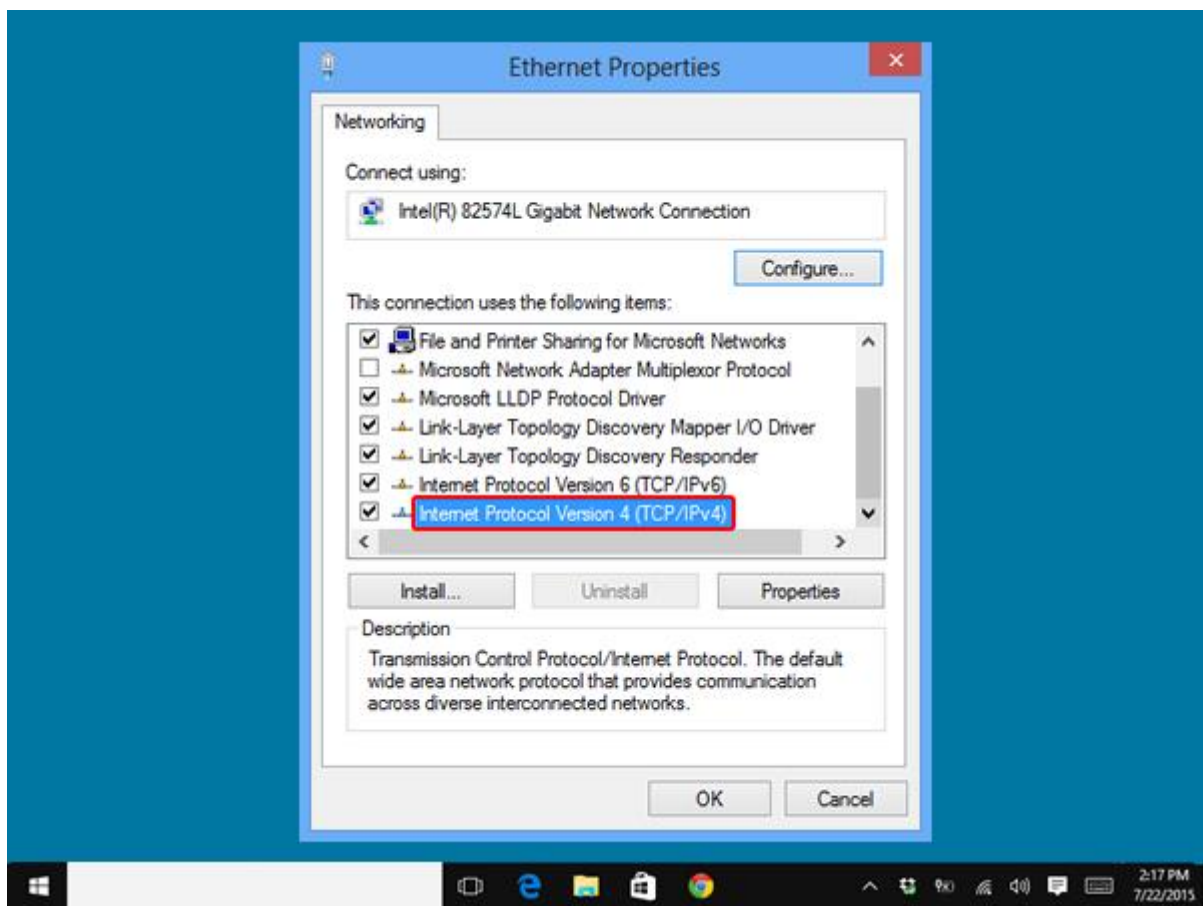 Ethernet Properties
Networking
Connect using:
Intel(R) 82574L Gigabit Network Connection
Configure...
This connection uses the following items:
File and Printer Sharing for Microsoft Networks
Microsoft Network Adapter Multiplexor Protocol
Microsoft LLDP Protocol Driver
Link-Layer Topology Discovery Mapper I/O Driver
Link-Layer Topology Discovery Responder
Internet Protocol Version 6 (TCP/IPv6)
Internet Protocol Version 4 (TCP/IPv4)
Install...
Uninstall
Properties
Description
Transmission Control Protocol/Internet Protocol. The default
wide area network protocol that provides communication
across diverse interconnected networks.
OK
Cancel
2:17 PM
7/22/2015